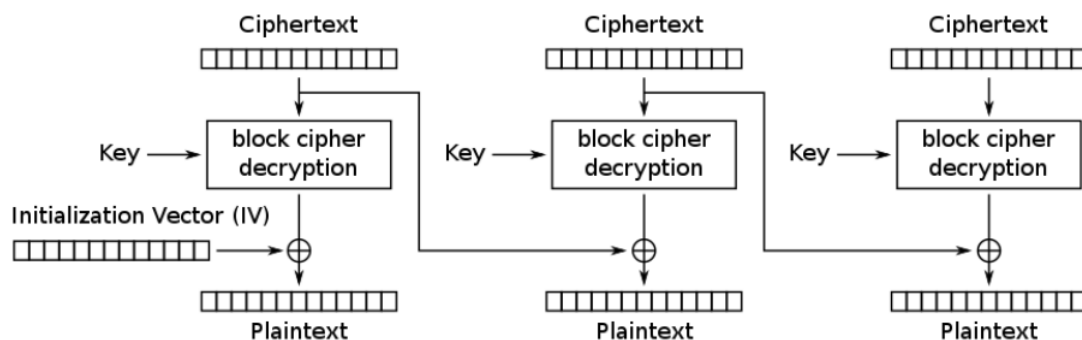 Ciphertext Ciphertext Ciphertext
Key block cipher decryption Key block cipher decryption Key block cipher decryption
Initialization Vector (IV)
Plaintext Plaintext Plaintext